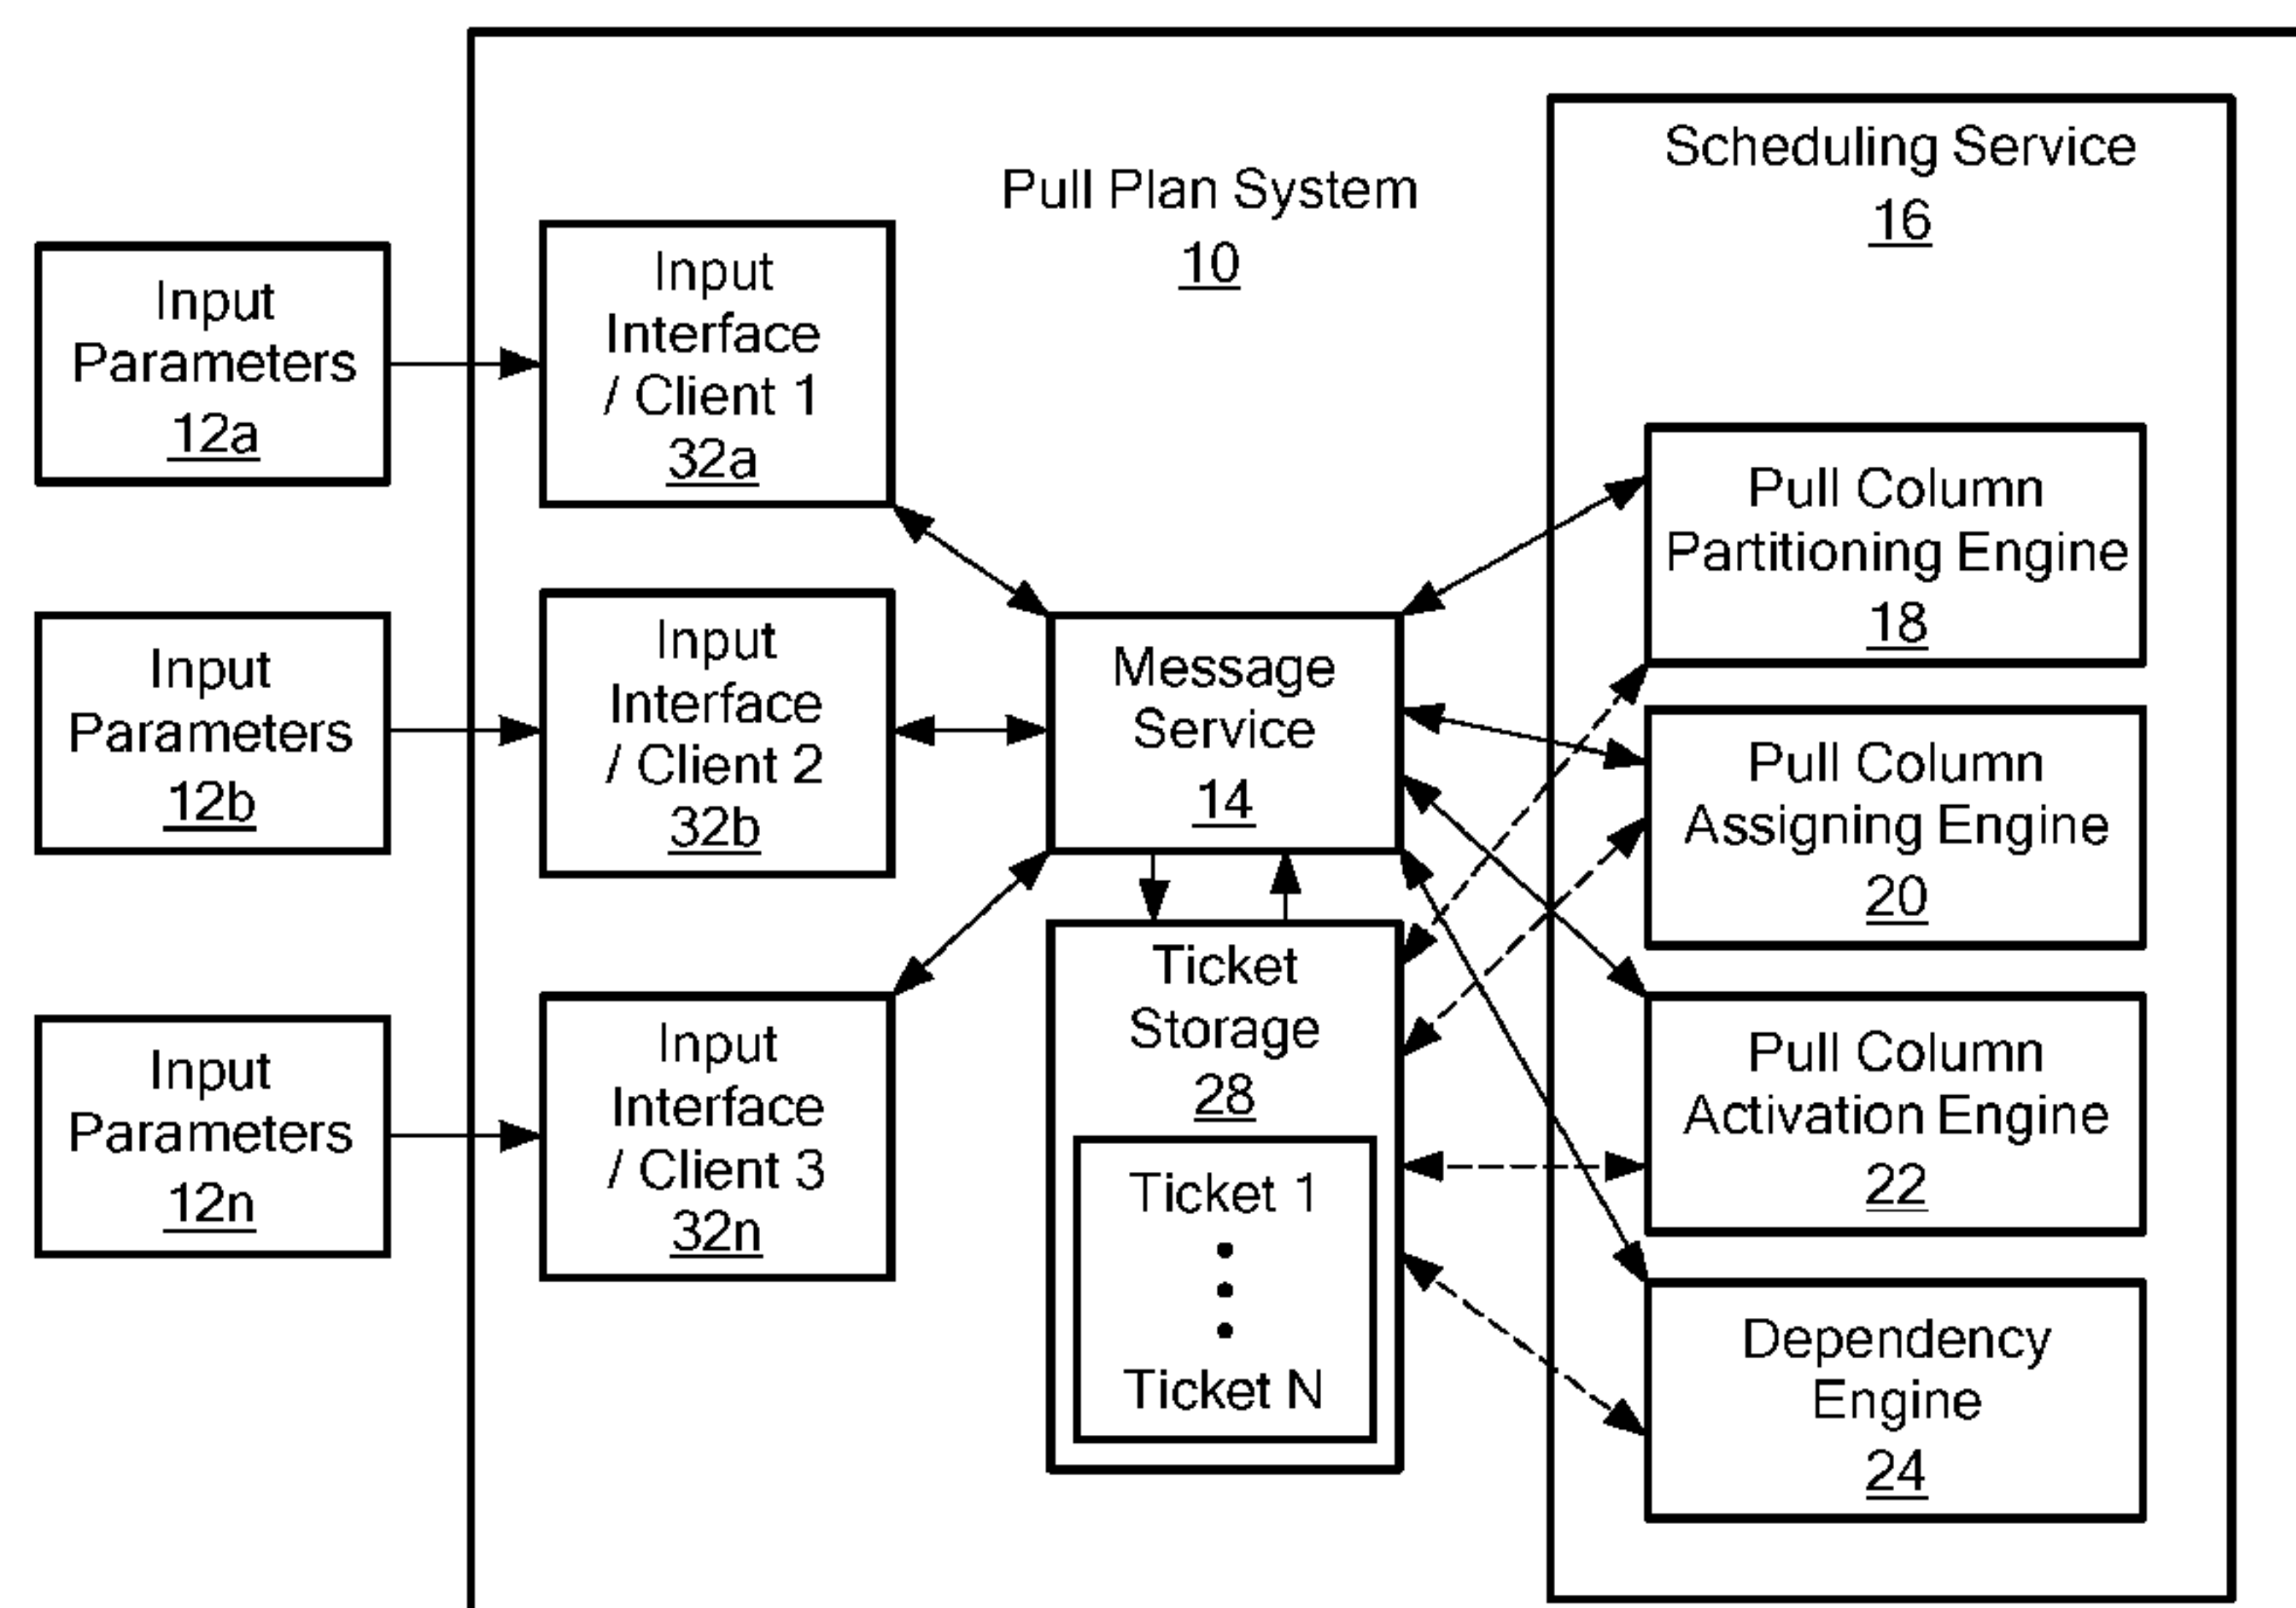 Pull Plan System
10
Scheduling Service
16
Input
Parameters
12a
Input
Interface
/ Client 1
32a
Input
Parameters
12b
Input
Interface
/ Client 2
32b
Input
Parameters
12n
Input
Interface
/ Client 3
32n
Message
Service
14
Ticket
Storage
28
Ticket 1
Ticket N
Pull Column
Partitioning Engine
18
Pull Column
Assigning Engine
20
Pull Column
Activation Engine
22
Dependency
Engine
24